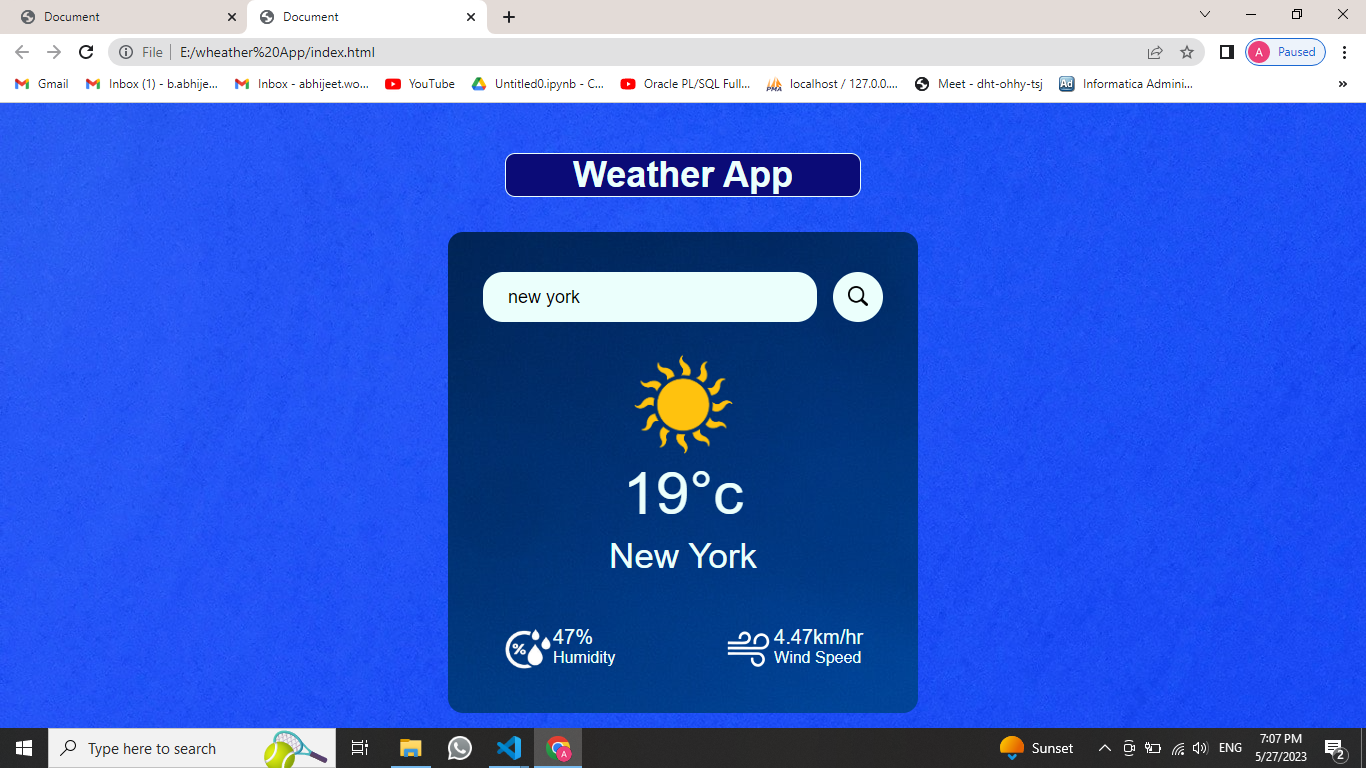 Document
Document
File E:/wheather%20App/index.html
A Paused
Gmail
Inbox (1) - b.abhije...
Inbox - abhijeet.wo...
YouTube
Untitled0.ipynb - C...
Oracle PL/SQL Full...
PMA
localhost / 127.0.0....
Meet - dht-ohhy-tsj
Ad
Informatica Admini...
»
Weather App
new york
19°c
New York
%
47%
Humidity
4.47km/hr
Wind Speed
Type here to search
A
Sunset
ENG
7:07 PM
5/27/2023
2